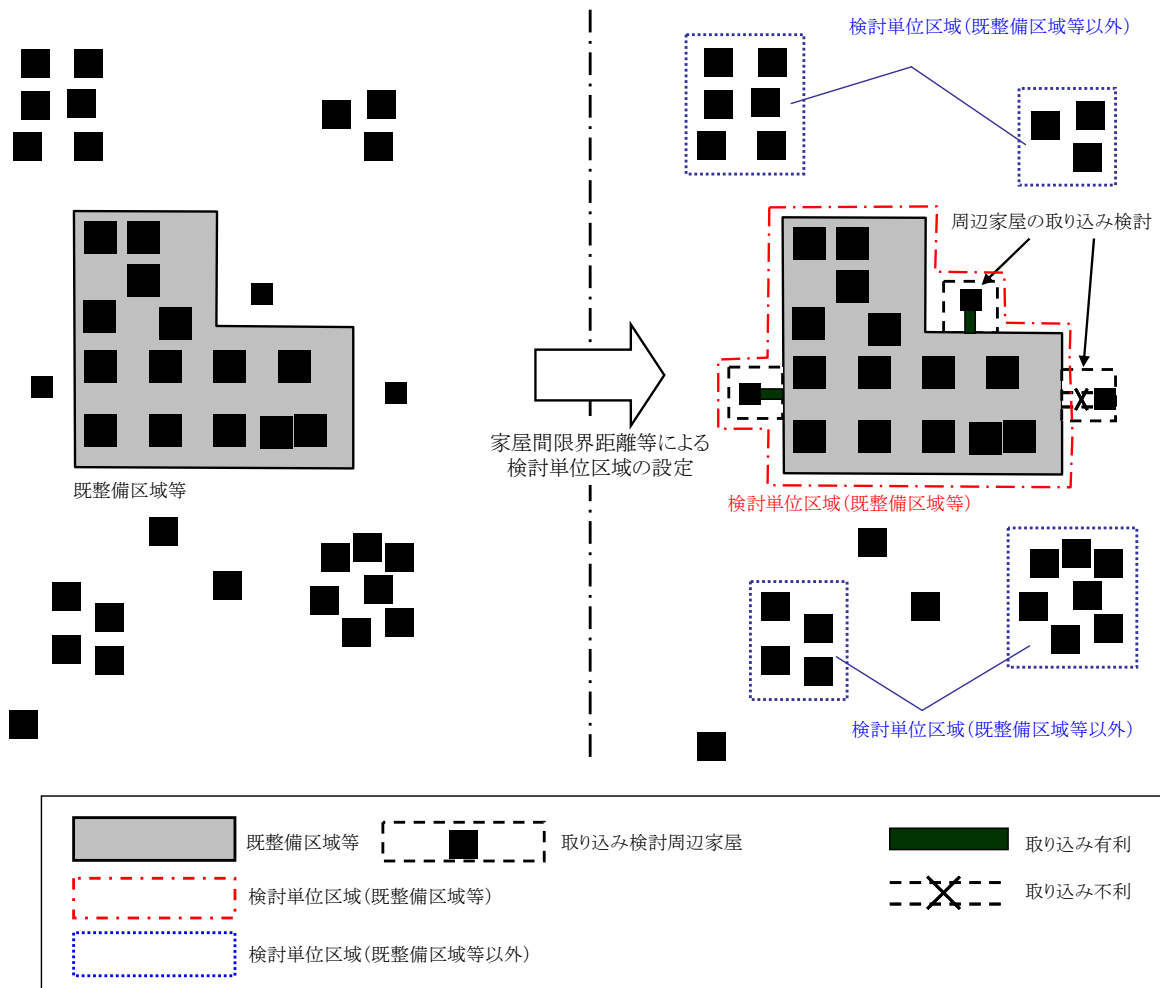 検討単位区域(既整備区域等以外)
周辺家屋の取り込み検討
家屋間限界距離等による
検討単位区域の設定
既整備区域等
検討単位区域(既整備区域等)
検討単位区域(既整備区域等以外)
既整備区域等
取り込み検討周辺家屋
取り込み有利
検討単位区域(既整備区域等)
取り込み不利
検討単位区域(既整備区域等以外)